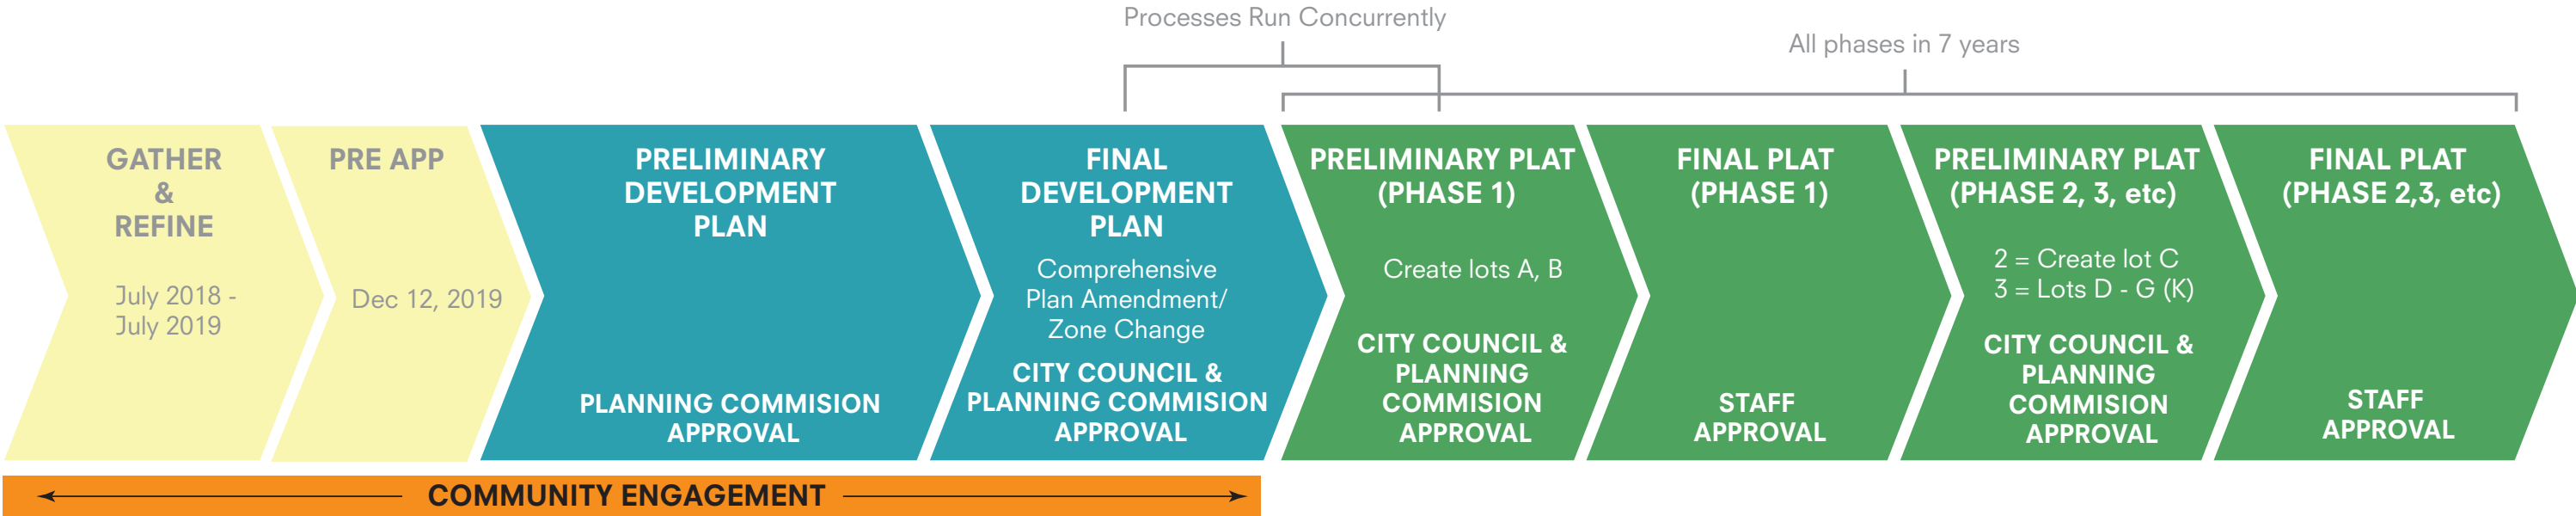 Processes Run Concurrently
All phases in 7 years
GATHER
&
REFINE
July 2018 -
July 2019
PRE APP
Dec 12, 2019
PRELIMINARY
DEVELOPMENT
PLAN
PLANNING COMMISION
APPROVAL
FINAL
DEVELOPMENT
PLAN
Comprehensive
Plan Amendment/
Zone Change
CITY COUNCIL &
PLANNING COMMISION
APPROVAL
PRELIMINARY PLAT
(PHASE 1)
Create lots A, B
CITY COUNCIL &
PLANNING
COMMISION
APPROVAL
FINAL PLAT
(PHASE 1)
STAFF
APPROVAL
PRELIMINARY PLAT
(PHASE 2, 3, etc)
2 = Create lot C
3 = Lots D - G (K)
CITY COUNCIL &
PLANNING
COMMISION
APPROVAL
FINAL PLAT
(PHASE 2,3, etc)
STAFF
APPROVAL
COMMUNITY ENGAGEMENT